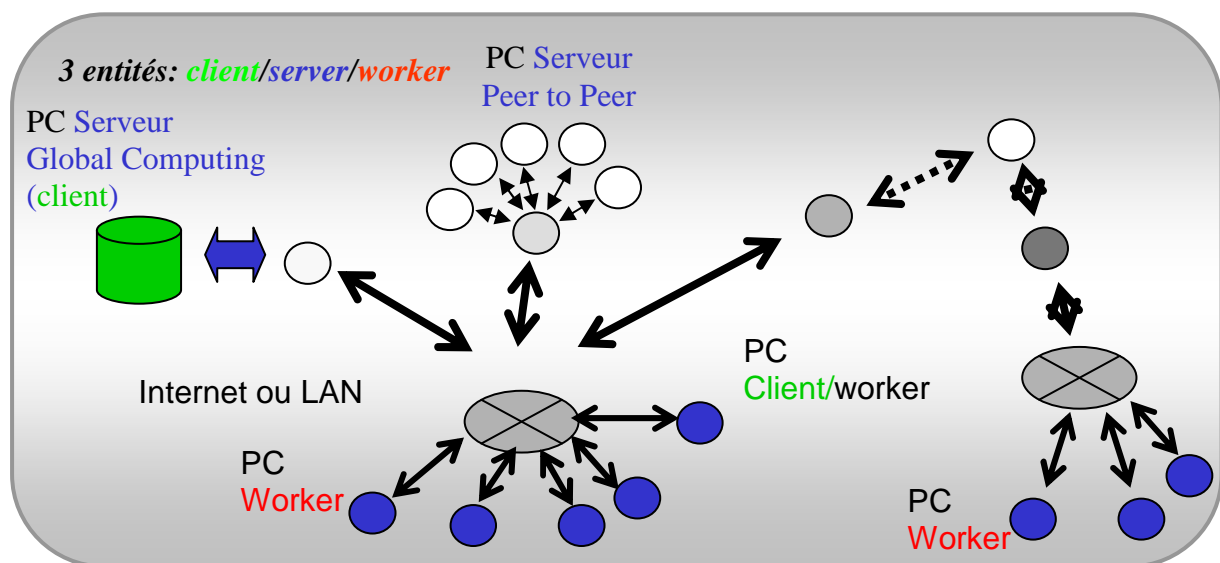 3 entités: client/server/worker
PC Serveur
Peer to Peer
PC Serveur
Global Computing
(client)
Internet ou LAN
PC
Client/worker
PC
Worker
PC
Worker